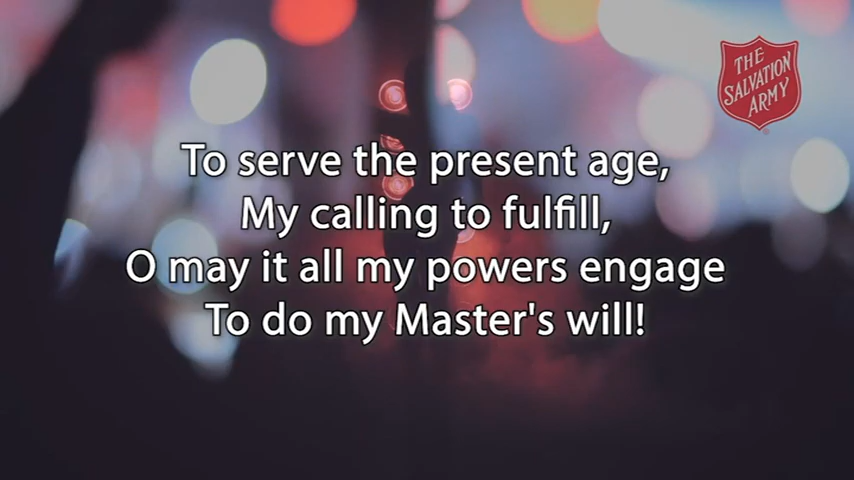 THE
SALVATION
ARMY
To serve the present age,
My calling to fulfill,
O may it all my powers engage
To do my Master's will!